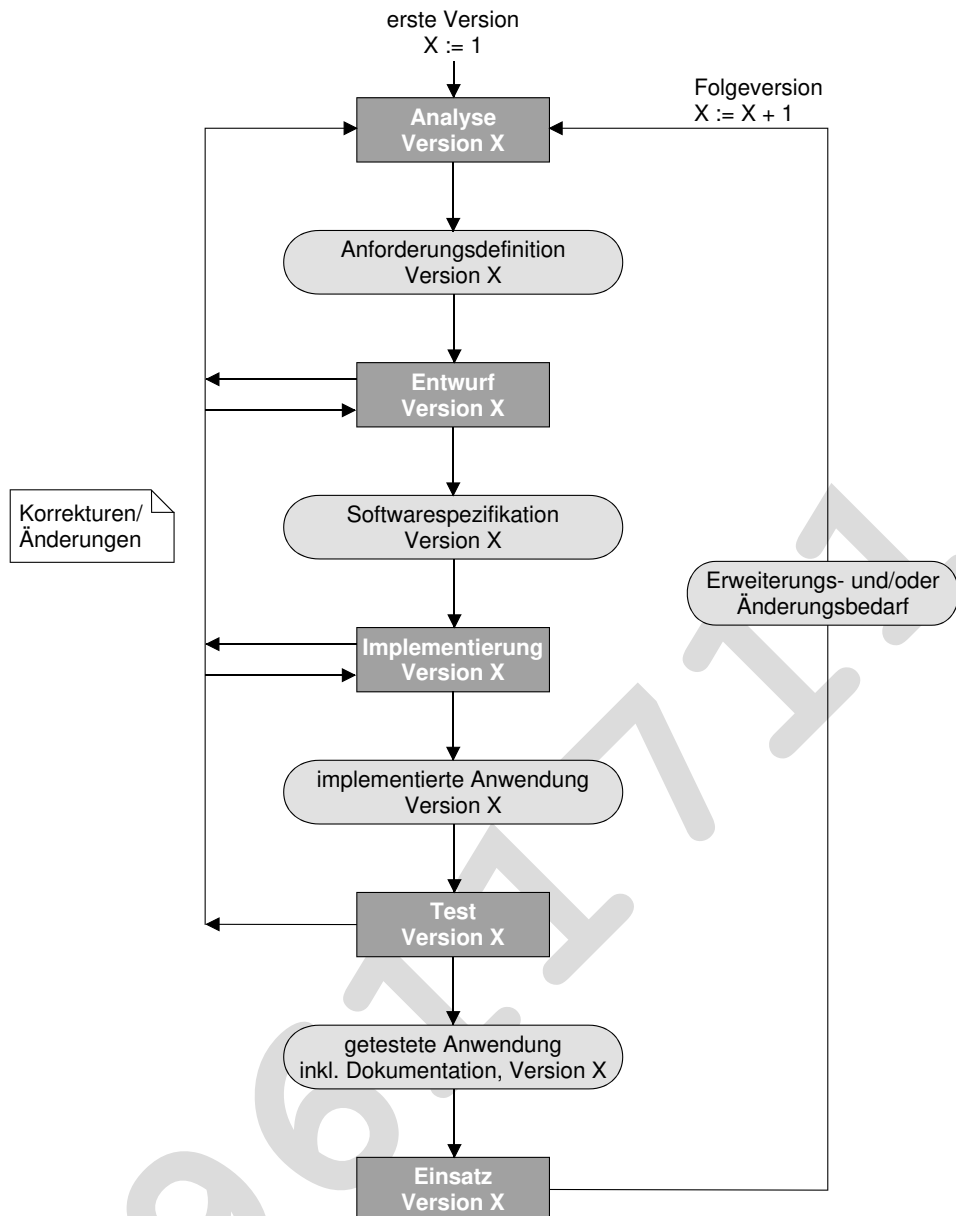 erste Version
X := 1
Folgeversion
X := X + 1
Analyse
Version X
Anforderungsdefinition
Version X
Entwurf
Version X
Korrekturen/
Änderungen
Softwarespezifikation
Version X
Erweiterungs- und/oder
Änderungsbedarf
Implementierung
Version X
implementierte Anwendung
Version X
Test
Version X
getestete Anwendung
inkl. Dokumentation, Version X
Einsatz
Version X